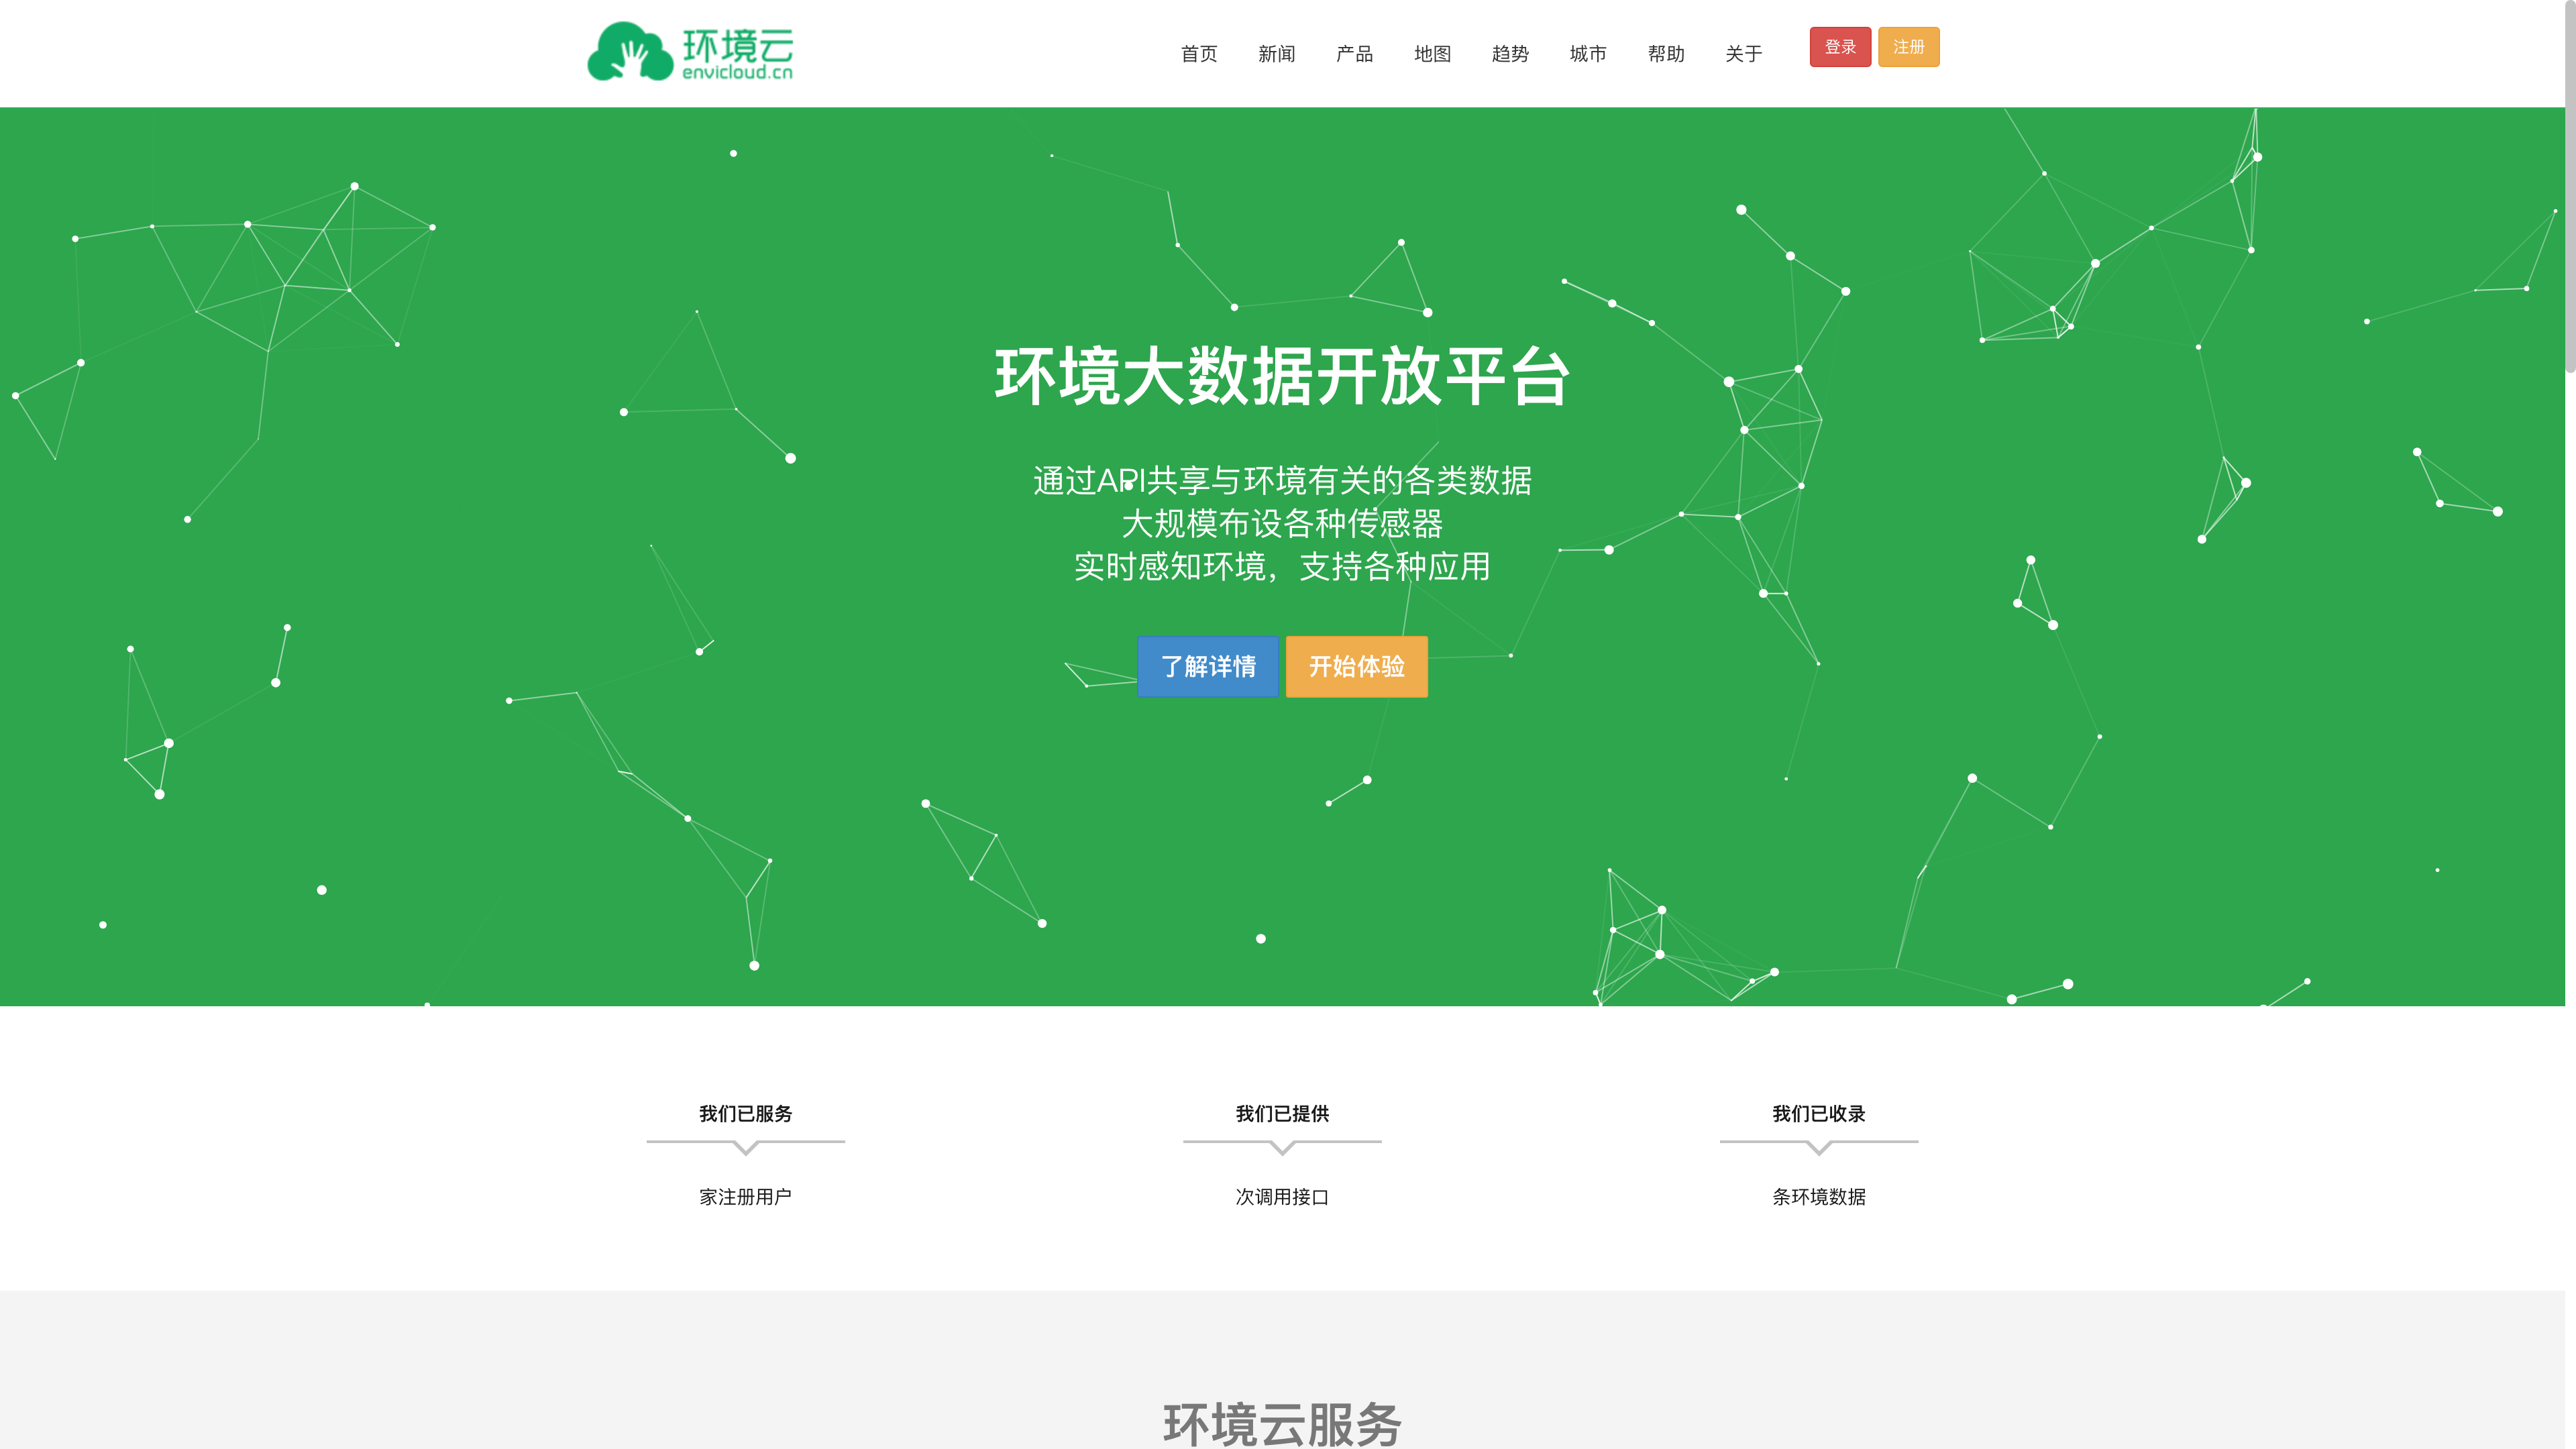 环境云
envicloud.cn
首页 新闻 产品 地图 趋势 城市 帮助 关于 登录 注册
环境大数据开放平台
通过API共享与环境有关的各类数据
大规模布设各种传感器
实时感知环境，支持各种应用
了解详情 开始体验
我们已服务 我们已提供 我们已收录
家注册用户 次调用接口 条环境数据
环境云服务